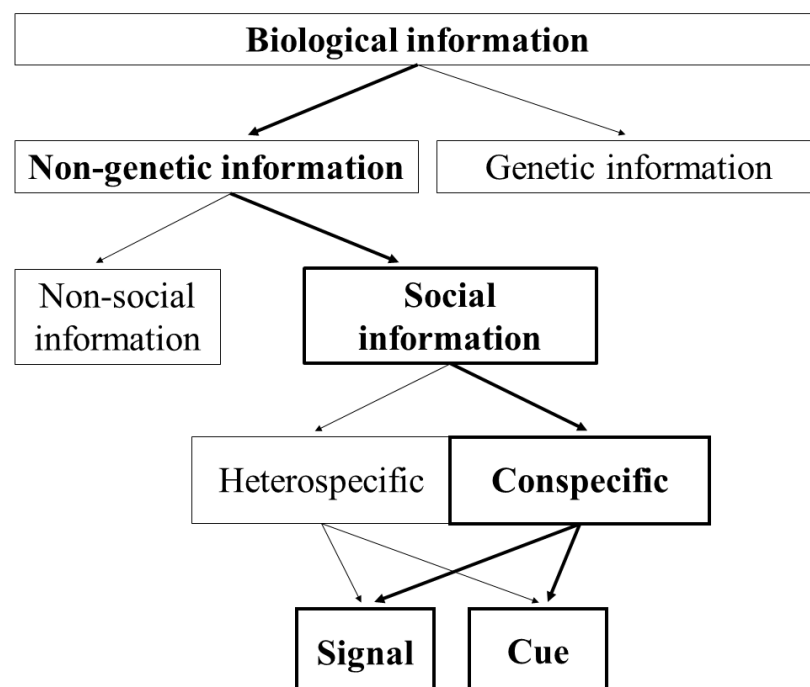 Biological information
Non-genetic information
Genetic information
Non-social
information
Social
information
Heterospecific
Conspecific
Signal
Cue